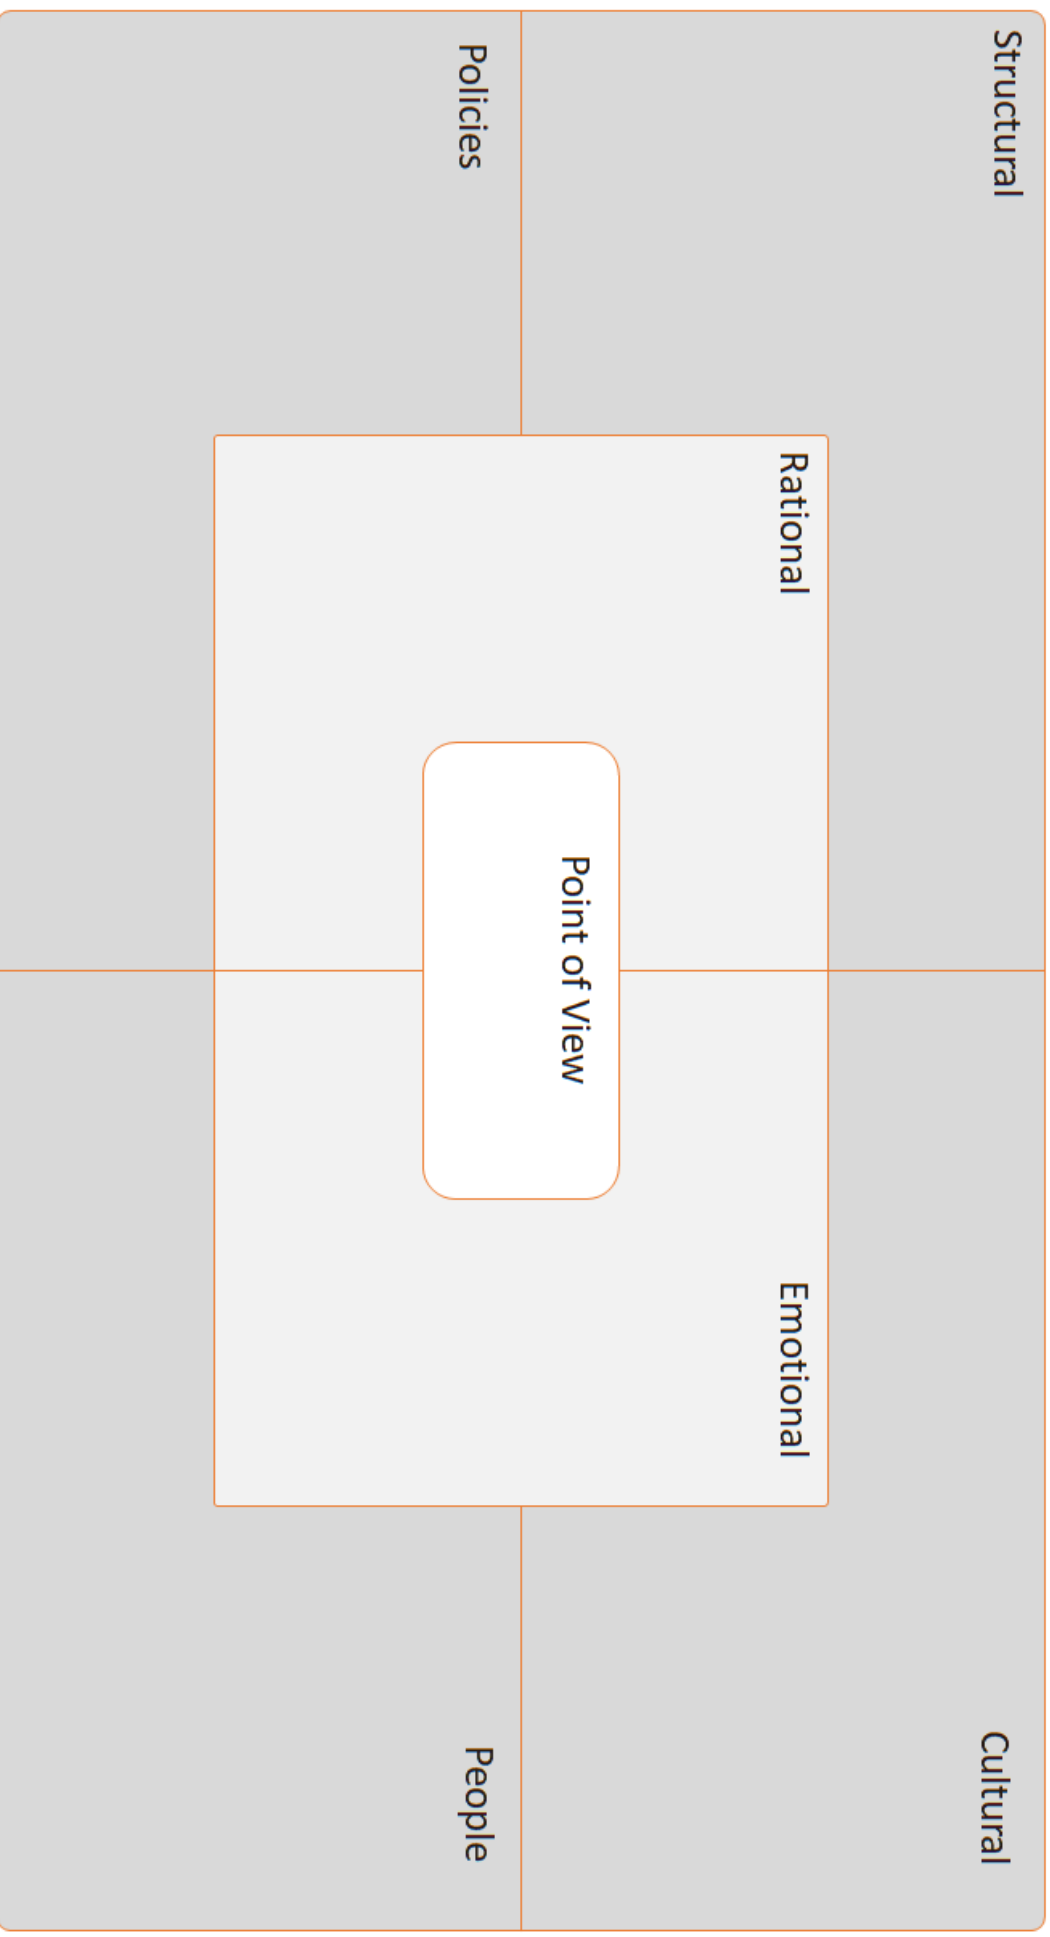 Structural
Cultural
Rational
Emotional
Point of View
Policies
People